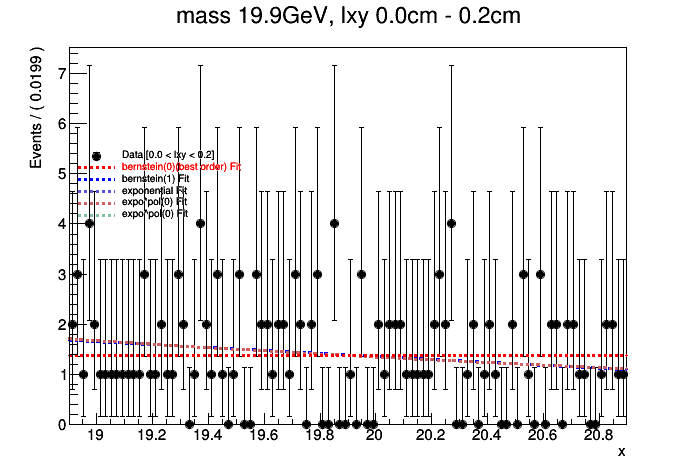 mass 19.9GeV, lxy 0.0cm - 0.2cm
Events / ( 0.0199 )
7
6
5
4
3
2
1
0
Data [0.0 < lxy < 0.2]
bernstein(0)(best order) Fit
bernstein(1) Fit
exponential Fit
expo*pol(0) Fit
expo*pol(0) Fit
19 19.2 19.4 19.6 19.8 20 20.2 20.4 20.6 20.8
x